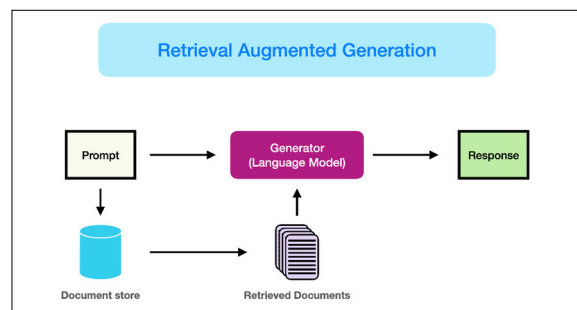 Retrieval Augmented Generation
Prompt
Generator
(Language Model)
Response
Document store
Retrieved Documents